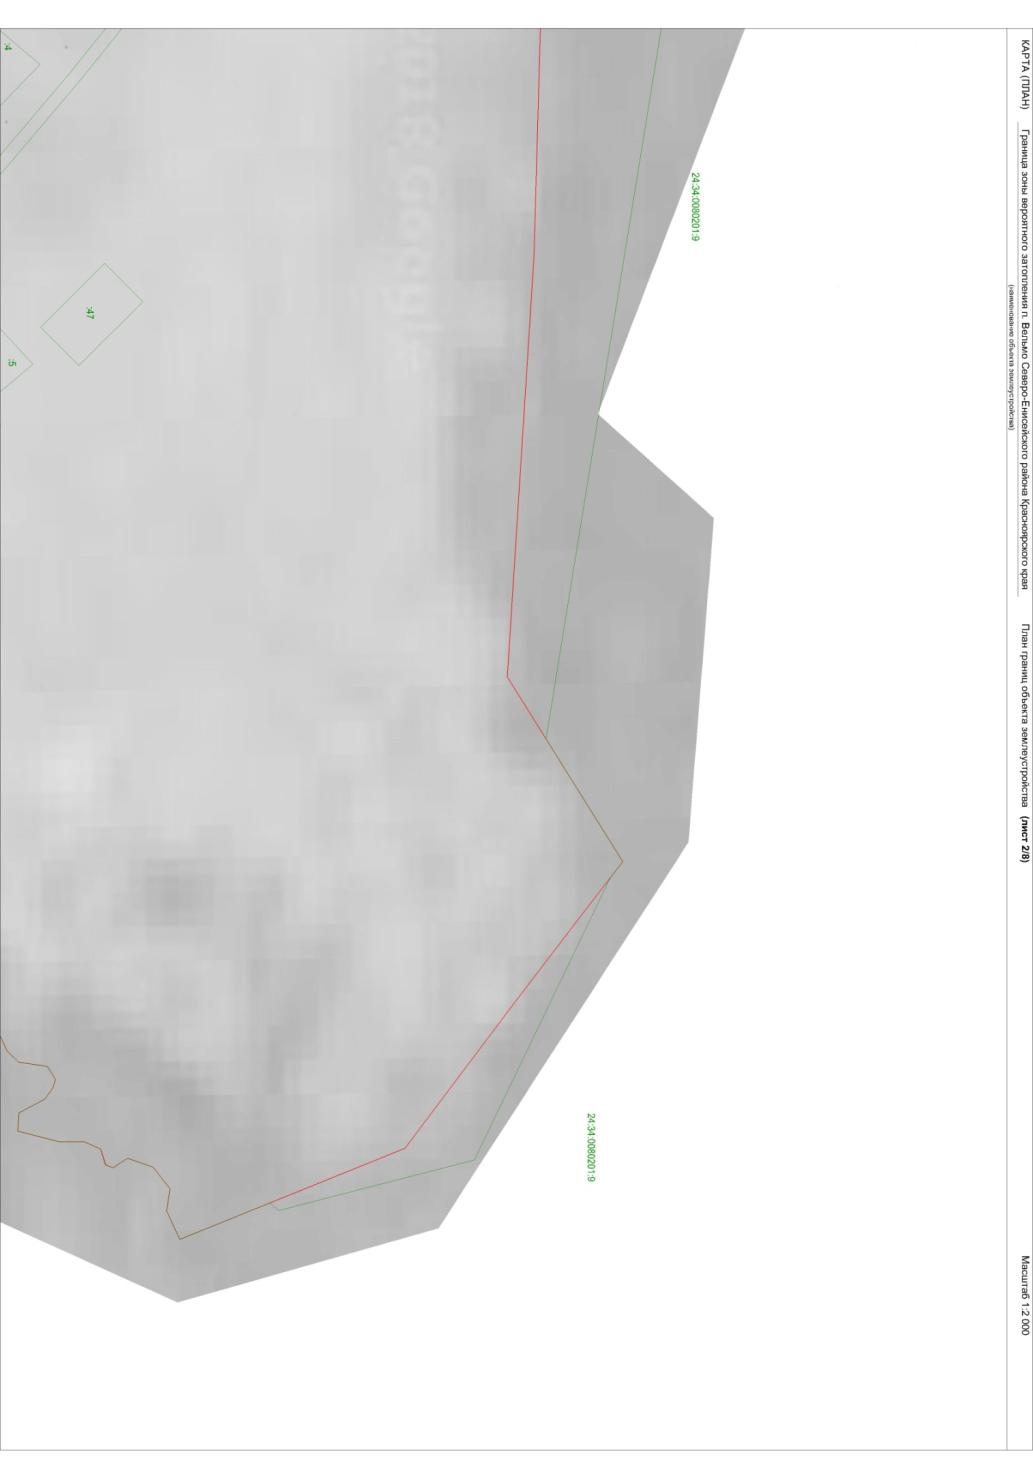 КАРТА (ПЛАН) Граница зоны вероятного затопления п. Вельмо Северо-Енисейского района Красноярского края План границ объекта землеустройства (лист 2/8) Масштаб 1:2 000
(наименование объекта землеустройства)
24:34:0080201:9
24:34:0080201:9
:4
:47
:5
2018 Google